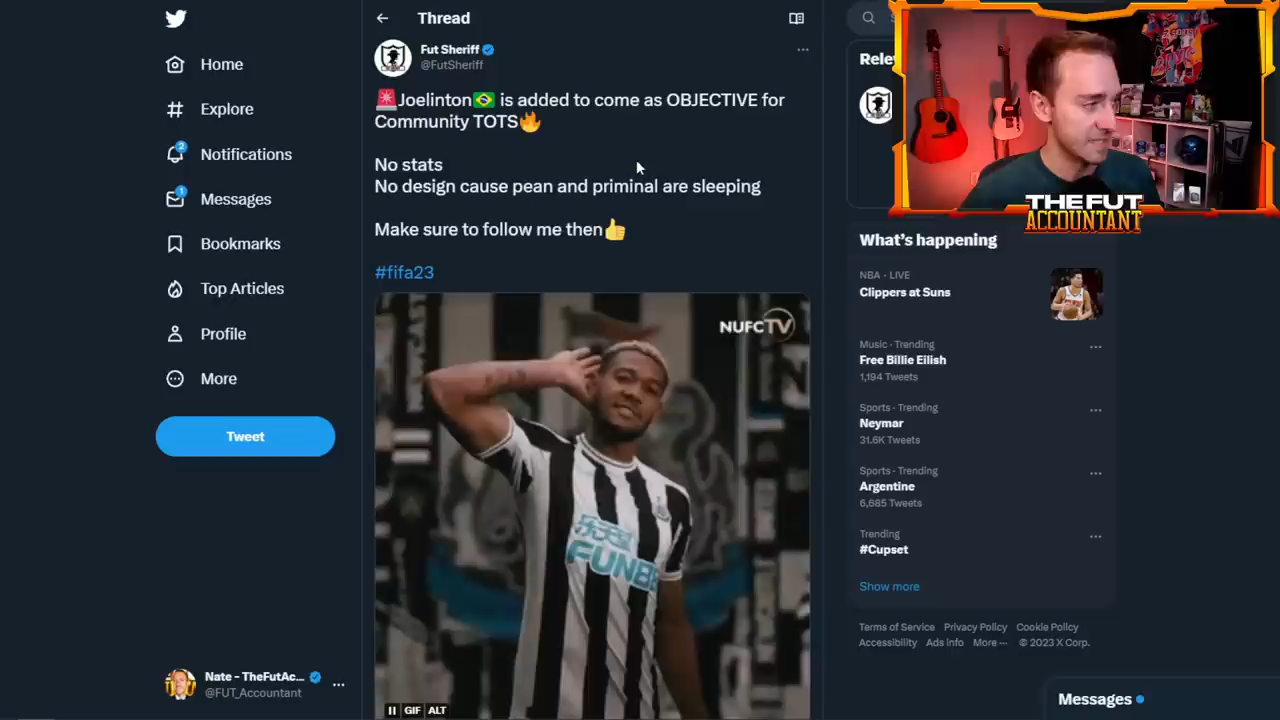 Home
Explore
2
Notifications
1
Messages
Bookmarks
Top Articles
Profile
More
Tweet
Nate - TheFutAc...
@FUT_Accountant
Thread
Fut Sheriff
@FutSheriff
🚨Joelinton🇧🇷 is added to come as OBJECTIVE for
Community TOTS🔥
No stats
No design cause pean and priminal are sleeping
Make sure to follow me then👍
#fifa23
NUFCTV
FUN88
GIF ALT
Rele
THE FUT
ACCOUNTANT
What's happening
NBA · LIVE
Clippers at Suns
Music · Trending
Free Billie Eilish
1,194 Tweets
Sports · Trending
Neymar
31.6K Tweets
Sports · Trending
Argentine
6,685 Tweets
Trending
#Cupset
Show more
Terms of Service Privacy Policy Cookie Policy
Accessibility Ads info More ··· © 2023 X Corp.
Messages